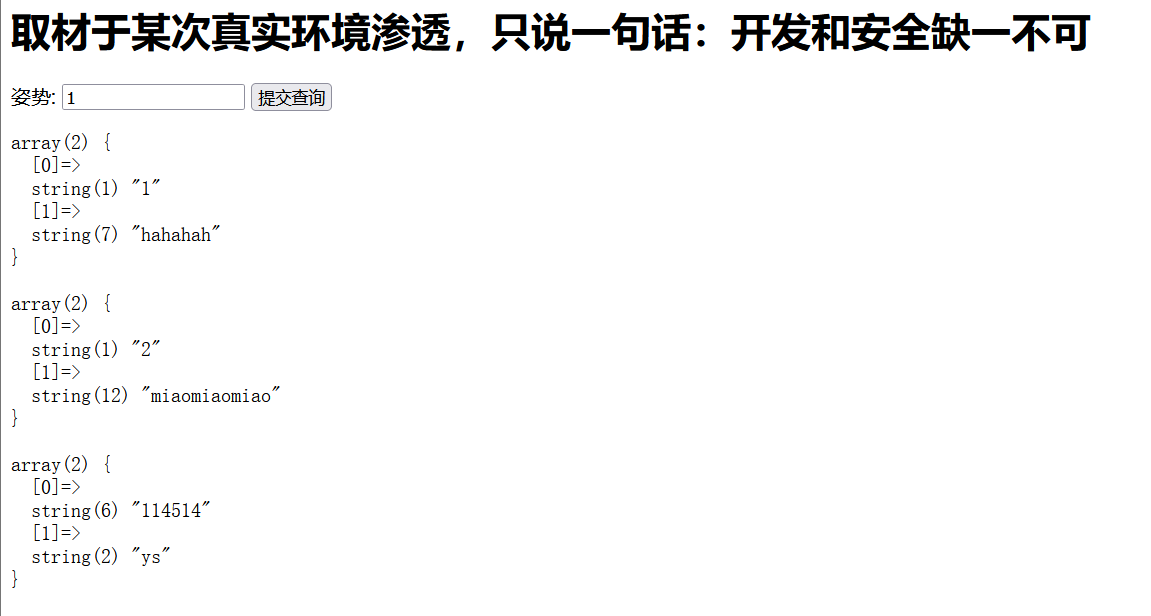 取材于某次真实环境渗透，只说一句话：开发和安全缺一不可
姿势: 1 提交查询
array(2) {
  [0]=>
  string(1) "1"
  [1]=>
  string(7) "hahahah"
}
array(2) {
  [0]=>
  string(1) "2"
  [1]=>
  string(12) "miaomiaomiao"
}
array(2) {
  [0]=>
  string(6) "114514"
  [1]=>
  string(2) "ys"
}